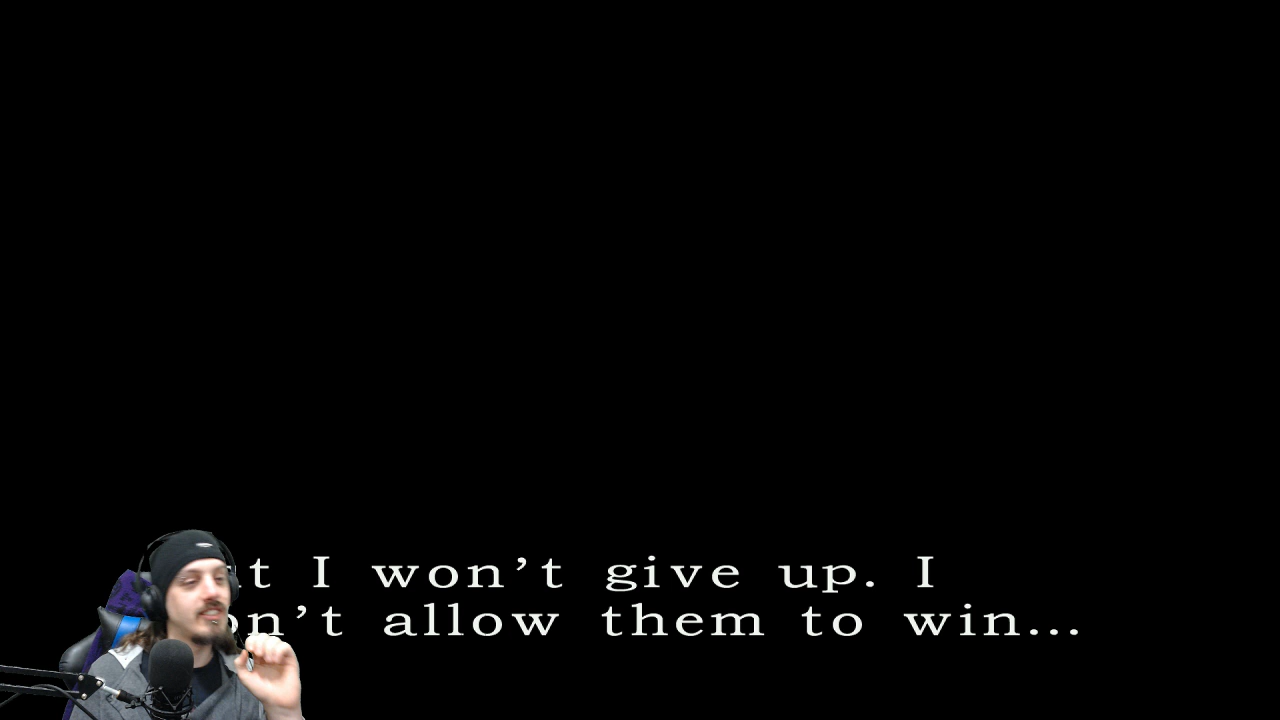 I won’t give up. I
allow them to win...